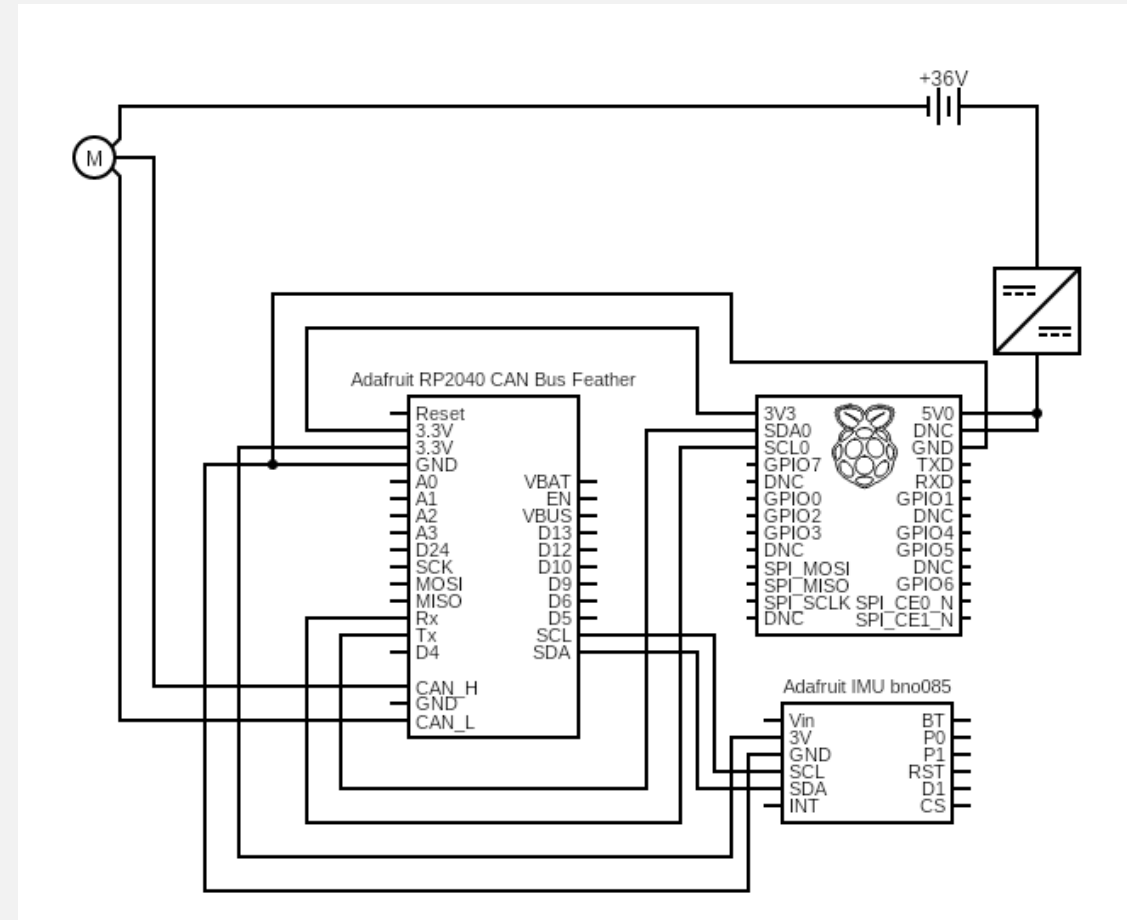 +36V
M
Adafruit RP2040 CAN Bus Feather
Reset
3.3V
3.3V
GND
A0
A1
A2
A3
D24
SCK
MOSI
MISO
Rx
Tx
D4
CAN_H
GND
CAN_L
VBAT
EN
VBUS
D13
D12
D10
D9
D6
D5
SCL
SDA
3V3
SDA0
SCL0
GPIO7
DNC
GPIO0
GPIO2
GPIO3
DNC
SPI_MOSI
SPI_MISO
SPI_SCLK
DNC
5V0
DNC
GND
TXD
RXD
GPIO1
DNC
GPIO4
GPIO5
DNC
GPIO6
SPI_CE0_N
SPI_CE1_N
Adafruit IMU bno085
Vin
3V
GND
SCL
SDA
INT
BT
P0
P1
RST
D1
CS